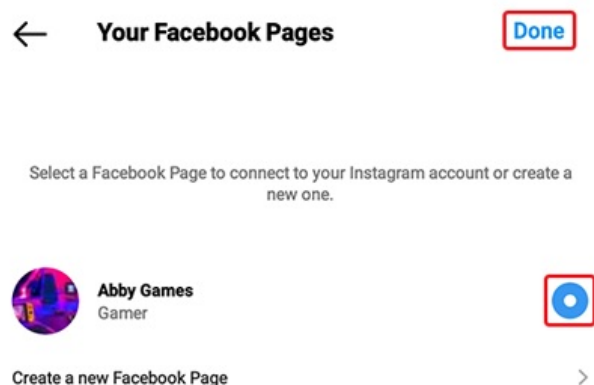 Your Facebook Pages
Done
Select a Facebook Page to connect to your Instagram account or create a
new one.
Abby Games
Gamer
Create a new Facebook Page